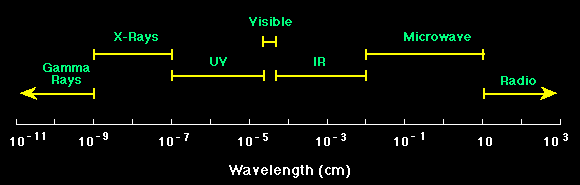 Visible
X-Rays
Microwave
Gamma
Rays
UV
IR
Radio
10⁻¹¹ 10⁻⁹ 10⁻⁷ 10⁻⁵ 10⁻³ 10⁻¹ 10 10³
Wavelength (cm)